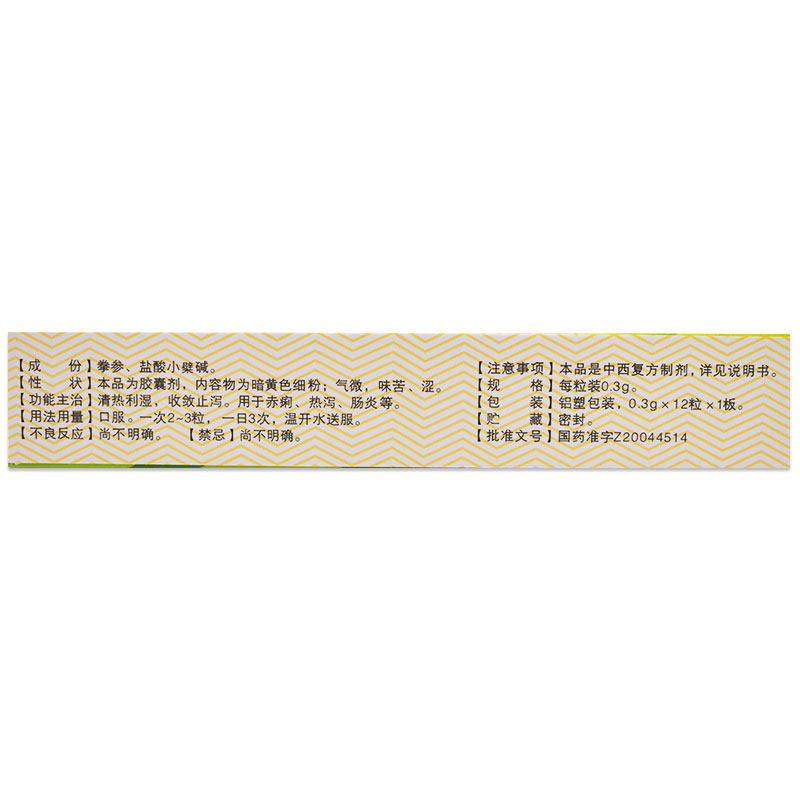 【成　份】拳参、盐酸小檗碱。
【性　状】本品为胶囊剂，内容物为暗黄色细粉；气微，味苦、涩。
【功能主治】清热利湿，收敛止泻。用于赤痢、热泻、肠炎等。
【用法用量】口服。一次2~3粒，一日3次，温开水送服。
【不良反应】尚不明确。 【禁忌】尚不明确。
【注意事项】本品是中西复方制剂，详见说明书。
【规　格】每粒装0.3g。
【包　装】铝塑包装，0.3g×12粒×1板。
【贮　藏】密封。
【批准文号】国药准字Z20044514